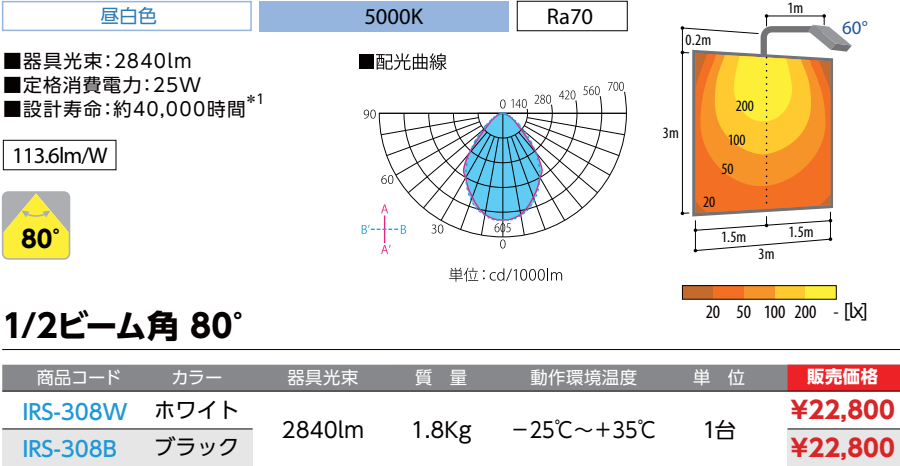 昼白色 5000K Ra70
■器具光束：2840lm
■定格消費電力：25W
■設計寿命：約40,000時間*1
113.6lm/W
80°
■配光曲線
0 140 280 420 560 700
90
60
30
605
0
A
B' B
A'
単位：cd/1000lm
1m
60°
0.2m
3m
200
100
50
20
1.5m 1.5m
3m
20 50 100 200 - [lx]
1/2ビーム角 80°
商品コード カラー 器具光束 質 量 動作環境温度 単 位 販売価格
IRS-308W ホワイト 2840lm 1.8Kg −25℃〜+35℃ 1台 ¥22,800
IRS-308B ブラック ¥22,800